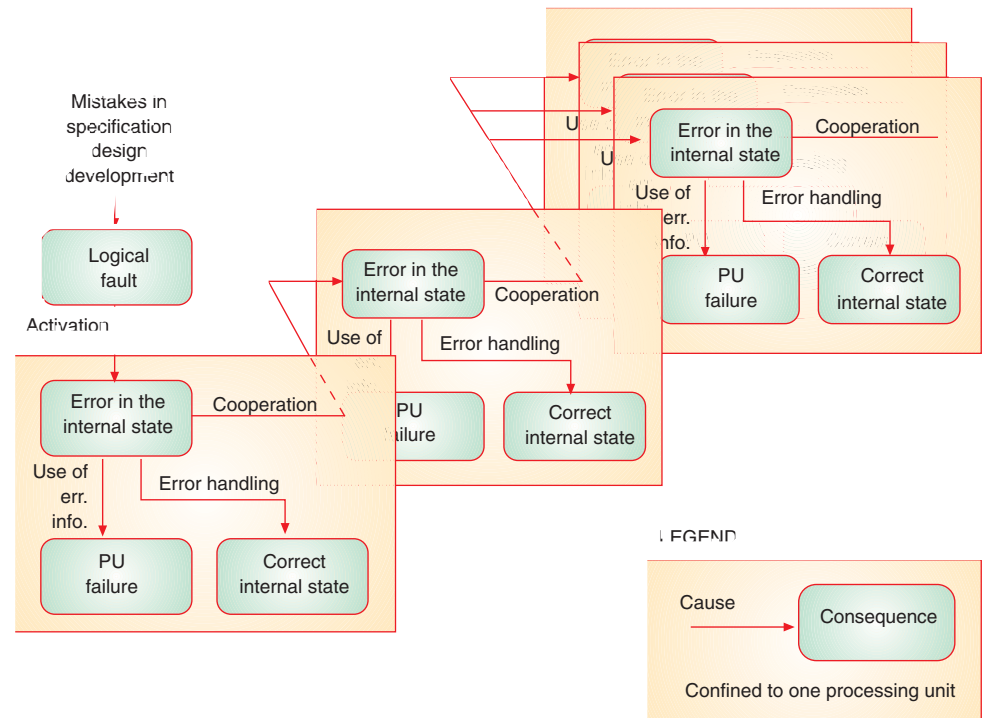 Mistakes in
specification
design
development
Logical
fault
Activation
Error in the
internal state
Cooperation
Use of
err.
info.
Error handling
PU
failure
Correct
internal state
Error in the
internal state
Cooperation
Use of
Error handling
PU
failure
Correct
internal state
U
U
Error in the
internal state
Cooperation
Use of
err.
info.
Error handling
PU
failure
Correct
internal state
LEGEND
Cause
Consequence
Confined to one processing unit